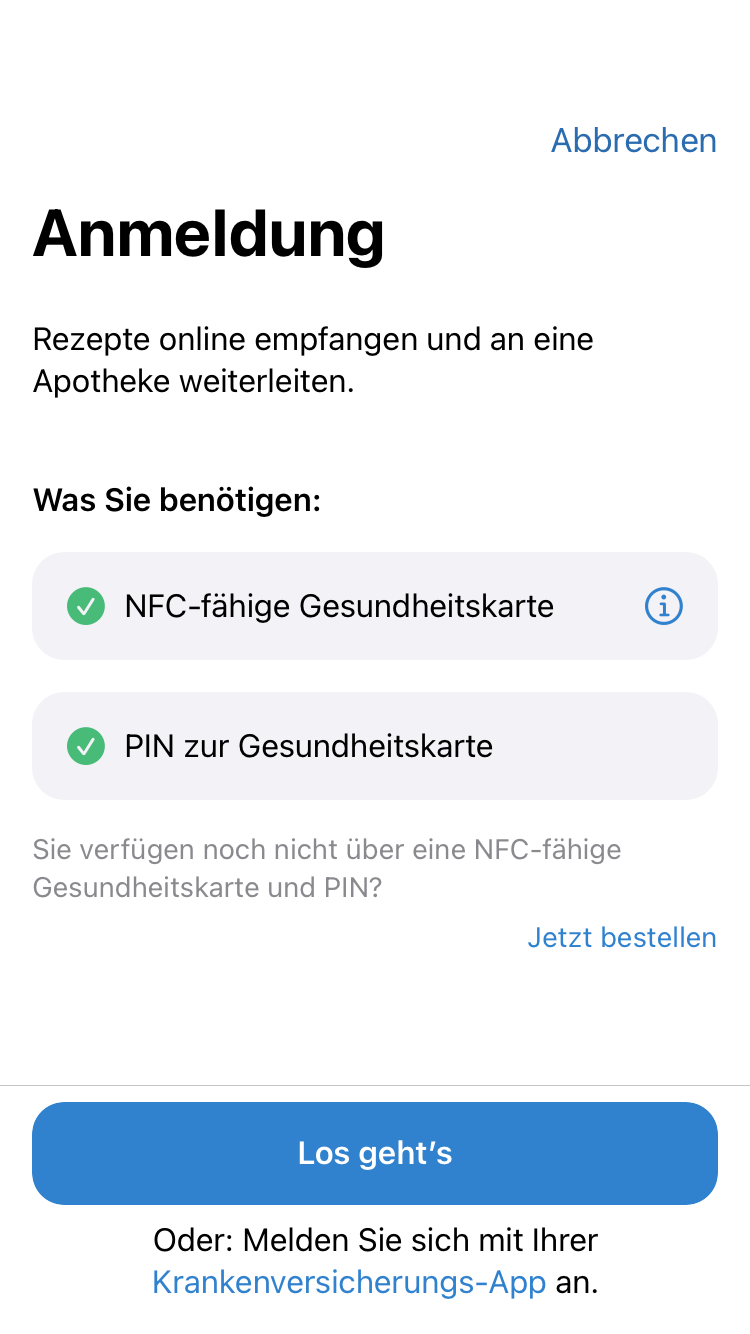 Abbrechen
Anmeldung
Rezepte online empfangen und an eine
Apotheke weiterleiten.
Was Sie benötigen:
NFC-fähige Gesundheitskarte
PIN zur Gesundheitskarte
Sie verfügen noch nicht über eine NFC-fähige
Gesundheitskarte und PIN?
Jetzt bestellen
Los geht’s
Oder: Melden Sie sich mit Ihrer
Krankenversicherungs-App an.